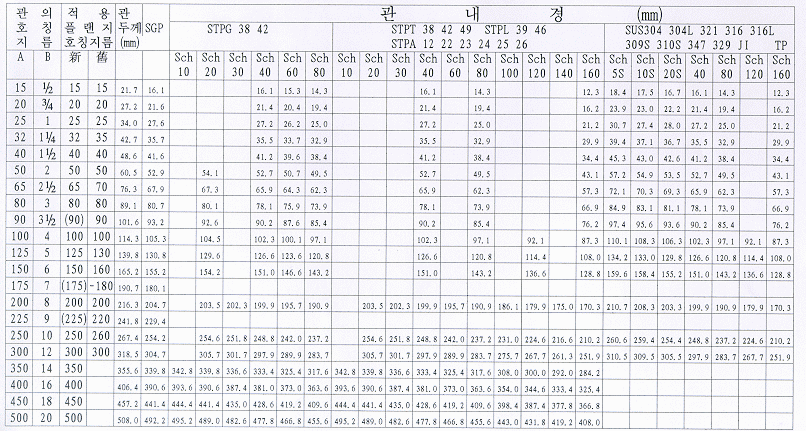 관 의 적 용 관 관 내 경 (mm)
호 칭 플 랜 지 두께 SGP STPG 38 42 STPT 38 42 49 STPL 39 46 SUS304 304L 321 316 316L
지 름 호칭지름 (mm) STPA 12 22 23 24 25 26 309S 310S 347 329 JI TP
A B 新 舊 Sch 10 Sch 20 Sch 30 Sch 40 Sch 60 Sch 80 Sch 10 Sch 20 Sch 30 Sch 40 Sch 60 Sch 80 Sch 100 Sch 120 Sch 140 Sch 160 Sch 5S Sch 10S Sch 20S Sch 40 Sch 80 Sch 120 Sch 160
15 ½ 15 15 21.7 16.1 16.1 15.3 14.3 16.1 14.3 12.3 18.4 17.5 16.7 16.1 14.3 12.3
20 ¾ 20 20 27.2 21.6 21.4 20.4 19.4 21.4 19.4 16.2 23.9 23.0 22.2 21.4 19.4 16.2
25 1 25 25 34.0 27.6 27.2 26.2 25.0 27.2 25.0 21.2 30.7 27.4 28.0 27.2 25.0 21.2
32 1¼ 32 35 42.7 35.7 35.5 33.7 32.9 35.5 32.9 29.9 39.4 37.1 36.7 35.5 32.9 29.9
40 1½ 40 40 48.6 41.6 41.2 39.6 38.4 41.2 38.4 34.4 45.3 43.0 42.6 41.2 38.4 34.4
50 2 50 50 60.5 52.9 54.1 52.7 50.7 49.5 52.7 49.5 43.1 57.2 54.9 53.5 52.7 49.5 43.1
65 2½ 65 70 76.3 67.9 67.3 65.9 64.3 62.3 65.9 62.3 57.3 72.1 70.3 69.3 65.9 62.3 57.3
80 3 80 80 89.1 80.7 80.1 78.1 75.9 73.9 78.1 73.9 66.9 84.9 83.1 81.1 78.1 73.9 66.9
90 3½ (90) 90 101.6 93.2 92.6 90.2 87.6 85.4 90.2 85.4 76.2 97.4 95.6 93.6 90.2 85.4 76.2
100 4 100 100 114.3 105.3 104.5 102.3 100.1 97.1 102.3 97.1 92.1 87.3 110.1 108.3 106.3 102.3 97.1 92.1 87.3
125 5 125 130 139.8 130.8 129.6 126.6 123.6 120.8 126.6 120.8 114.4 108.0 134.2 133.0 129.8 126.6 120.8 114.4 108.0
150 6 150 160 165.2 155.2 154.2 151.0 146.6 143.2 151.0 143.2 136.6 128.8 159.6 158.4 155.2 151.0 143.2 136.6 128.8
175 7 (175) -180 190.7 180.1
200 8 200 200 216.3 204.7 203.5 202.3 199.9 195.7 190.9 203.5 202.3 199.9 195.7 190.9 186.1 179.9 175.0 170.3 210.7 208.3 203.3 199.9 190.9 179.9 170.3
225 9 (225) 220 241.8 229.4
250 10 250 260 267.4 254.2 254.6 251.8 248.8 242.0 237.2 254.6 251.8 248.8 242.0 237.2 231.0 224.6 216.6 210.2 260.6 259.4 254.4 248.8 237.2 224.6 210.2
300 12 300 300 318.5 304.7 305.7 301.7 297.9 289.9 283.7 305.7 301.7 297.9 289.9 283.7 275.7 267.7 261.3 251.9 310.5 309.5 305.5 297.9 283.7 267.7 251.9
350 14 350 355.6 339.8 342.8 339.8 336.6 333.4 325.4 317.6 342.8 339.8 336.6 333.4 325.4 317.6 308.0 300.0 292.0 284.2
400 16 400 406.4 390.6 393.6 390.6 387.4 381.0 373.0 363.6 393.6 390.6 387.4 381.0 373.0 363.6 354.0 344.6 333.4 325.4
450 18 450 457.2 441.4 444.4 441.4 435.0 428.6 419.2 409.6 444.4 441.4 435.0 428.6 419.2 409.6 398.4 387.4 377.8 366.8
500 20 500 508.0 492.2 495.2 489.0 482.6 477.8 466.8 455.6 495.2 489.0 482.6 477.8 466.8 455.6 443.0 431.8 419.2 408.0